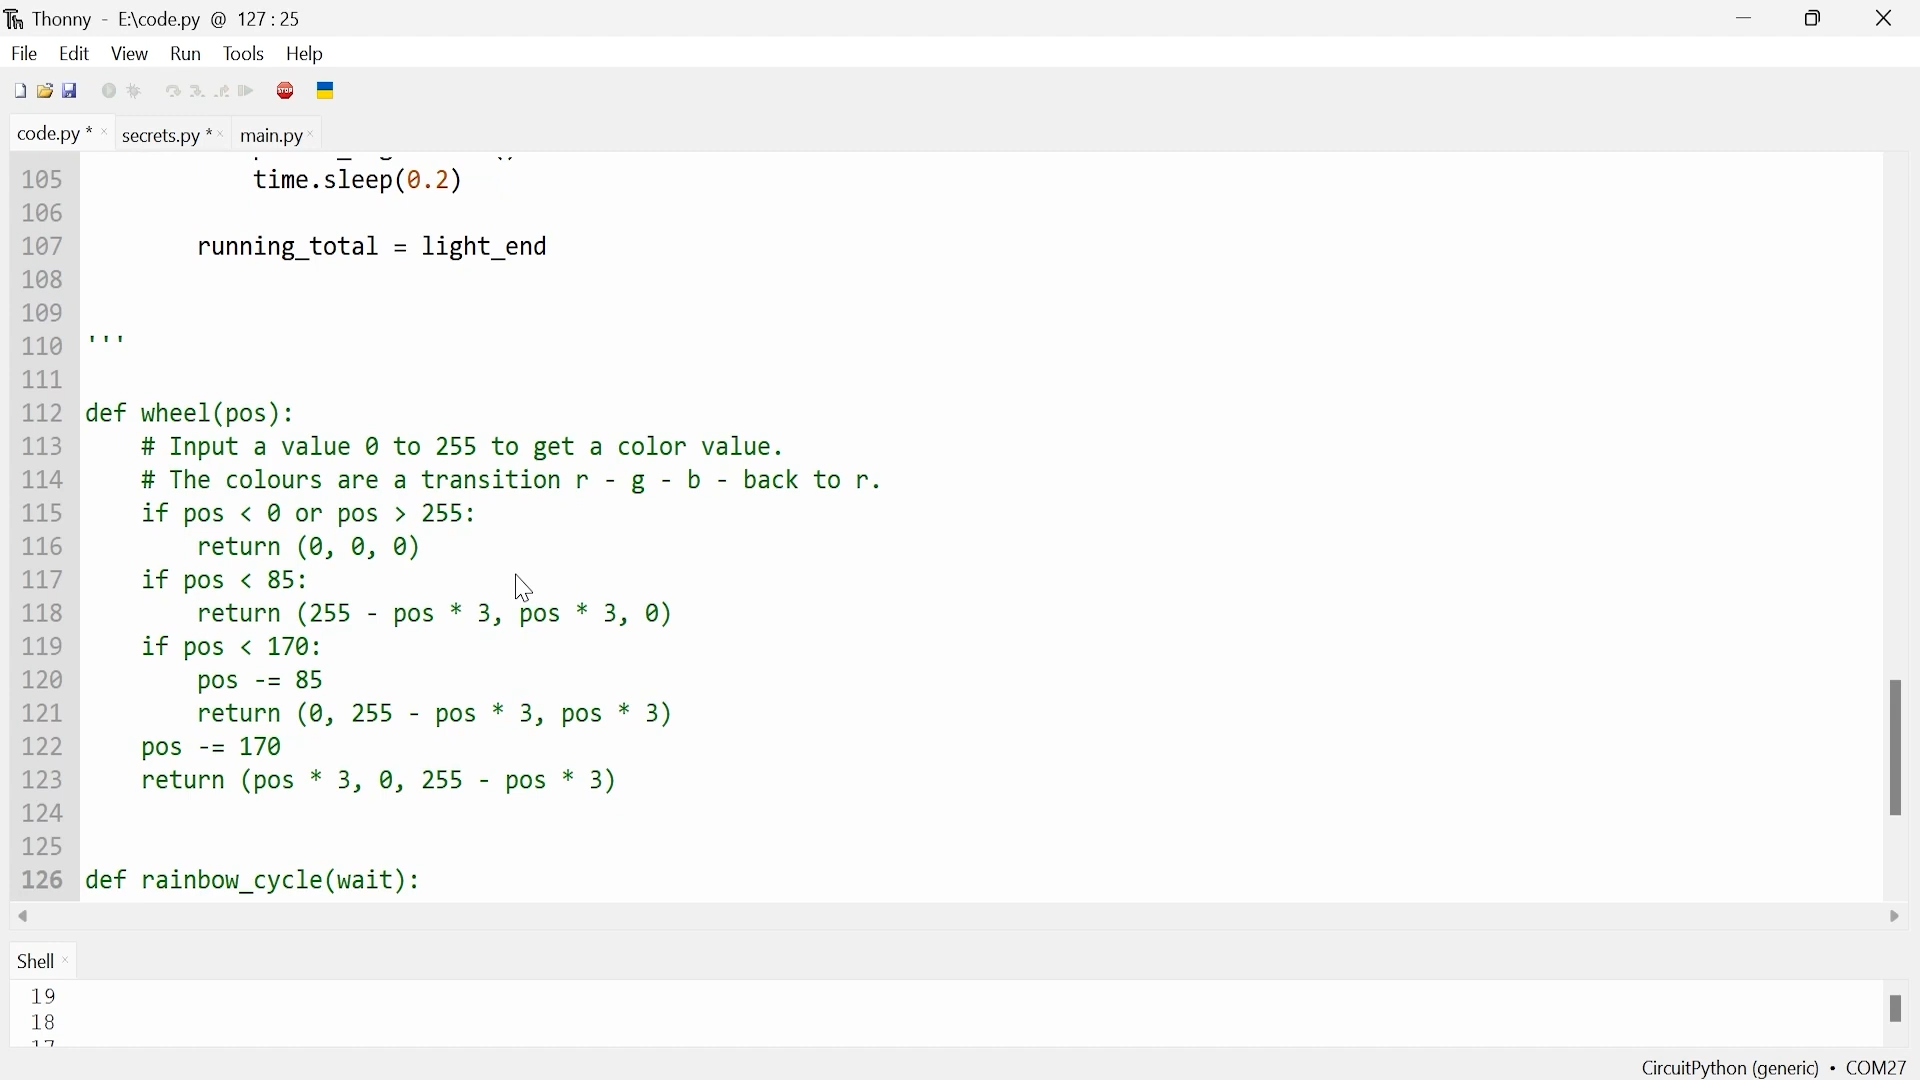 Thonny - E:\code.py @ 127 : 25
File Edit View Run Tools Help
STOP
code.py * × secrets.py * × main.py ×
105 time.sleep(0.2)
106
107 running_total = light_end
108
109
110 '''
111
112 def wheel(pos):
113 # Input a value 0 to 255 to get a color value.
114 # The colours are a transition r - g - b - back to r.
115 if pos < 0 or pos > 255:
116 return (0, 0, 0)
117 if pos < 85:
118 return (255 - pos * 3, pos * 3, 0)
119 if pos < 170:
120 pos -= 85
121 return (0, 255 - pos * 3, pos * 3)
122 pos -= 170
123 return (pos * 3, 0, 255 - pos * 3)
124
125
126 def rainbow_cycle(wait):
Shell ×
19
18
17
CircuitPython (generic) • COM27